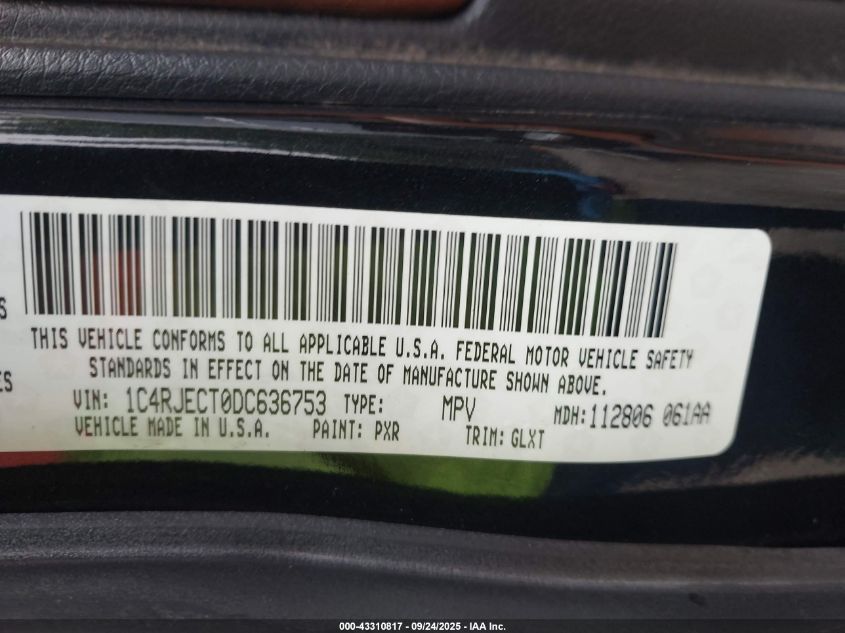 S
THIS VEHICLE CONFORMS TO ALL APPLICABLE U.S.A. FEDERAL MOTOR VEHICLE SAFETY
STANDARDS IN EFFECT ON THE DATE OF MANUFACTURE SHOWN ABOVE.
ES
VIN: 1C4RJECT0DC636753 TYPE: MPV MDH:112806 061AA
VEHICLE MADE IN U.S.A. PAINT: PXR TRIM: GLXT
000-43310817 - 09/24/2025 - IAA Inc.